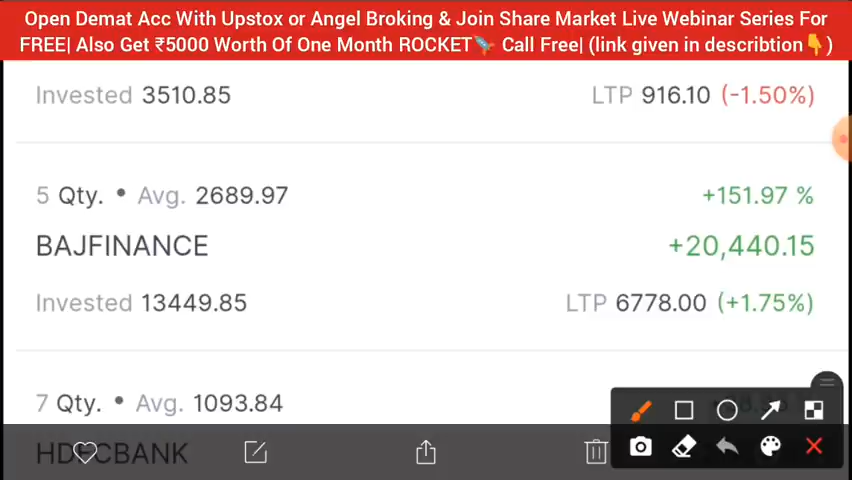 Open Demat Acc With Upstox or Angel Broking & Join Share Market Live Webinar Series For
FREE| Also Get ₹5000 Worth Of One Month ROCKET🚀 Call Free| (link given in describtion👇)
Invested 3510.85 LTP 916.10 (-1.50%)
5 Qty. • Avg. 2689.97 +151.97 %
BAJFINANCE +20,440.15
Invested 13449.85 LTP 6778.00 (+1.75%)
7 Qty. • Avg. 1093.84
HDFCBANK